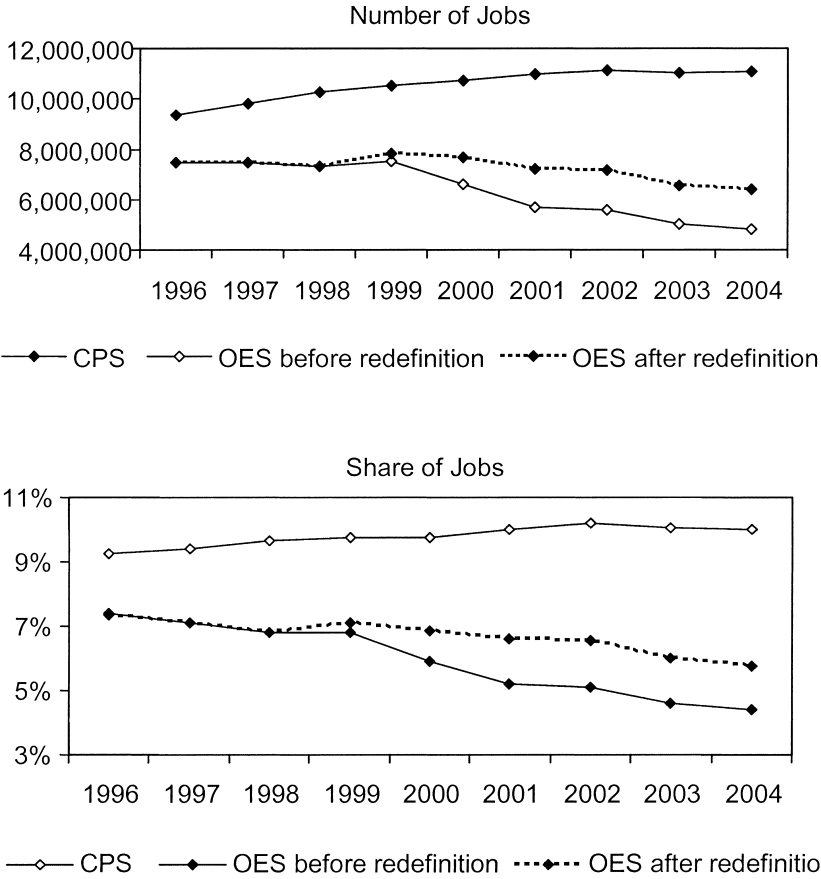 Number of Jobs
12,000,000
10,000,000
8,000,000
6,000,000
4,000,000
1996 1997 1998 1999 2000 2001 2002 2003 2004
CPS OES before redefinition OES after redefinition
Share of Jobs
11%
9%
7%
5%
3%
1996 1997 1998 1999 2000 2001 2002 2003 2004
CPS OES before redefinition OES after redefinitio